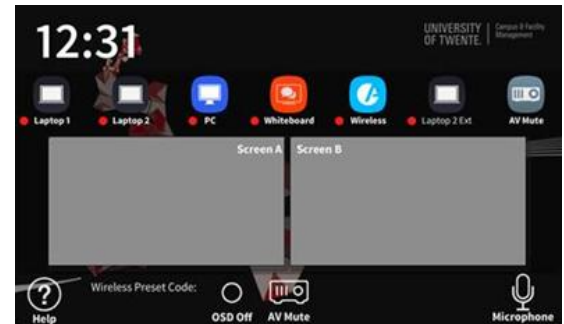 12:31
UNIVERSITY
OF TWENTE.
Campus & Facility
Management
Laptop 1
Laptop 2
PC
Whiteboard
Wireless
Laptop 2 Ext
AV Mute
Screen A
Screen B
Wireless Preset Code:
Help
OSD Off
AV Mute
Microphone